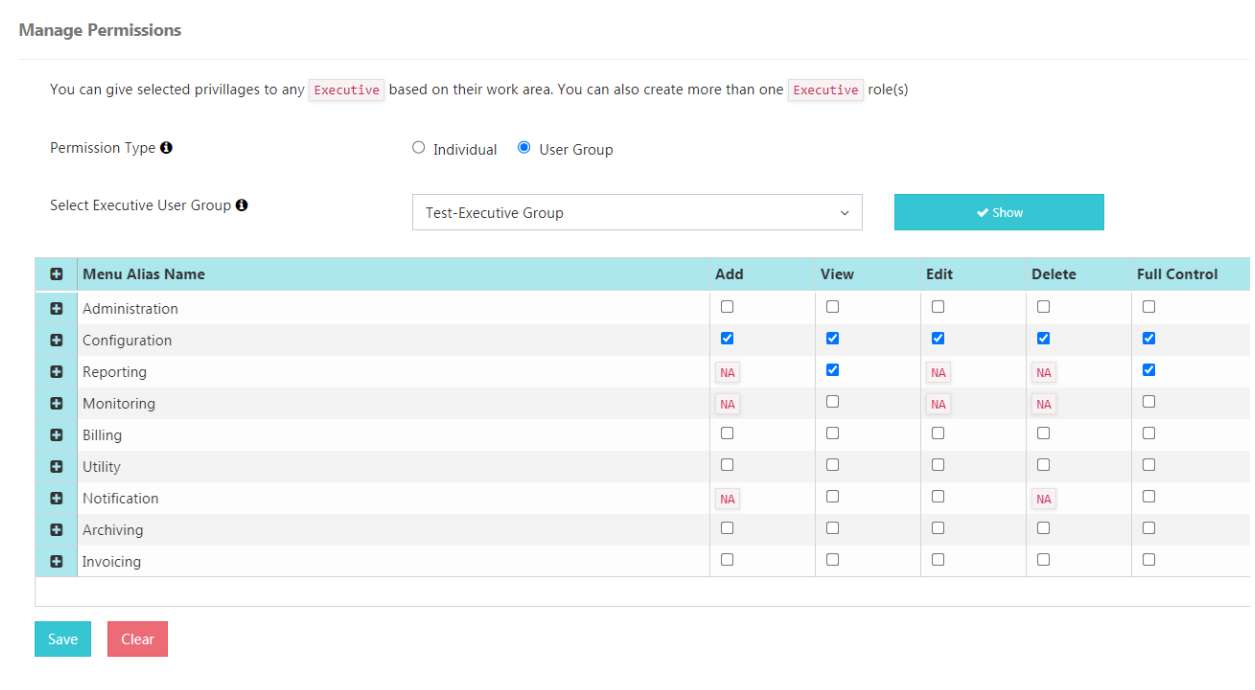 Manage Permissions
You can give selected privillages to any Executive based on their work area. You can also create more than one Executive role(s)
Permission Type
Individual User Group
Select Executive User Group
Test-Executive Group Show
Menu Alias Name Add View Edit Delete Full Control
Administration
Configuration
Reporting NA NA NA
Monitoring NA NA NA
Billing
Utility
Notification NA NA
Archiving
Invoicing
Save Clear